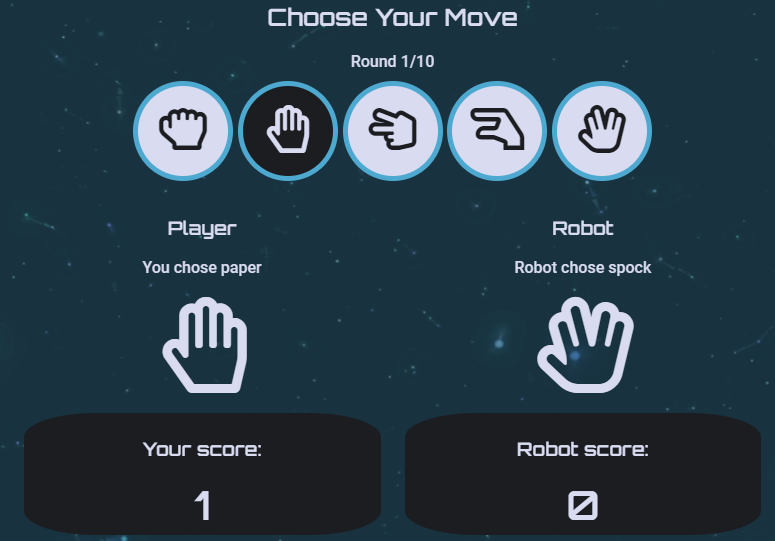 Choose Your Move
Round 1/10
Player
Robot
You chose paper
Robot chose spock
Your score:
Robot score:
1
0